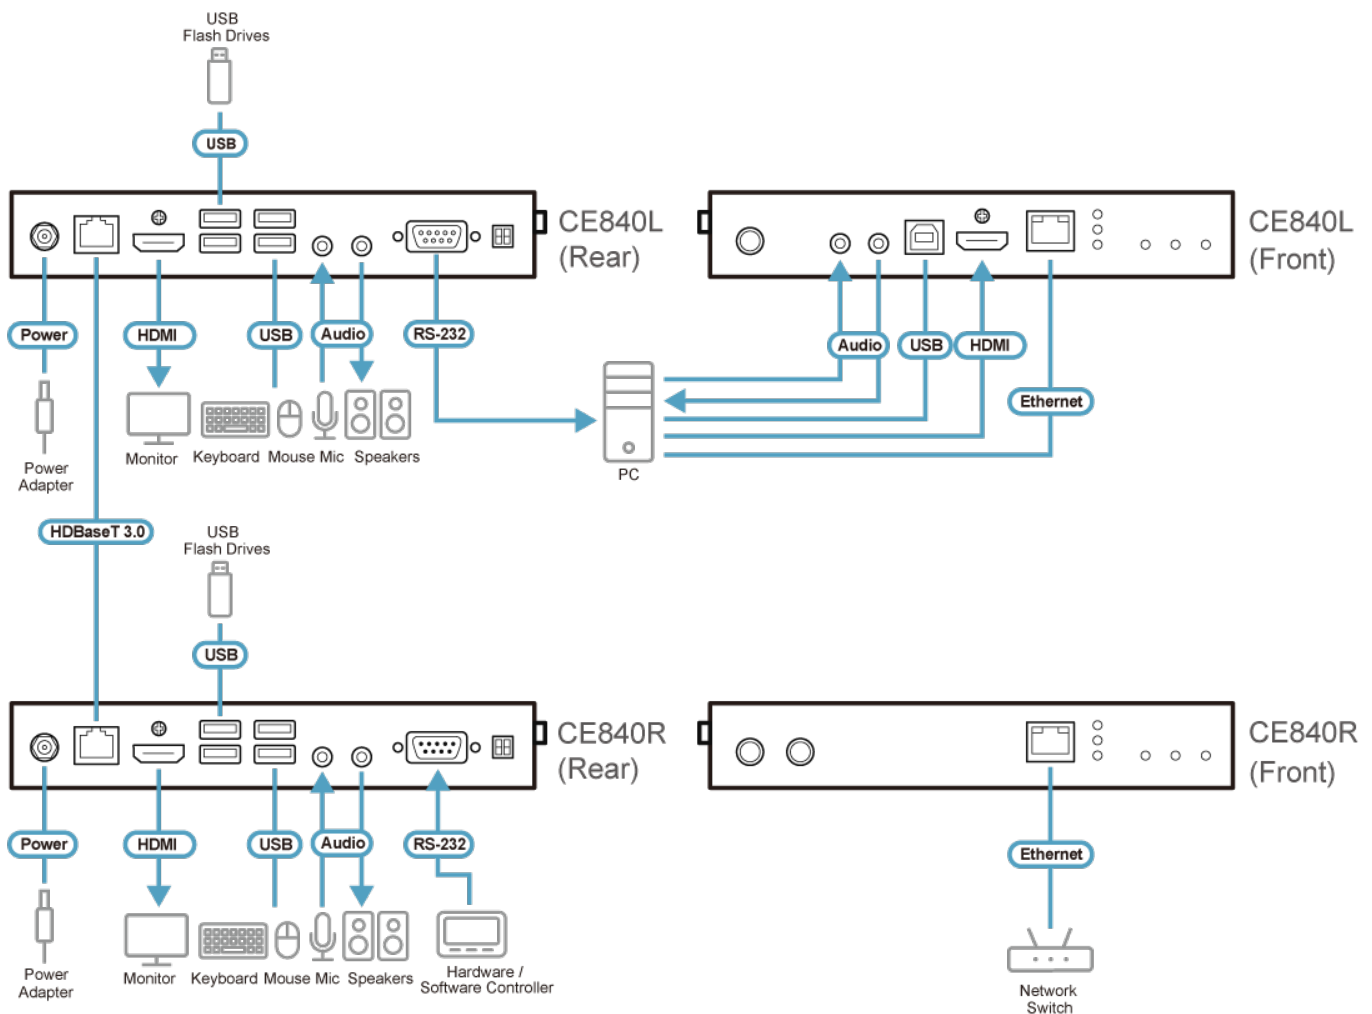 USB
Flash Drives
USB
CE840L
(Rear)
CE840L
(Front)
Power
HDMI
USB
Audio
RS-232
Audio
USB
HDMI
Ethernet
Monitor
Keyboard
Mouse
Mic
Speakers
Power
Adapter
PC
HDBaseT 3.0
USB
Flash Drives
USB
CE840R
(Rear)
CE840R
(Front)
Power
HDMI
USB
Audio
RS-232
Ethernet
Power
Adapter
Monitor
Keyboard
Mouse
Mic
Speakers
Hardware /
Software Controller
Network
Switch